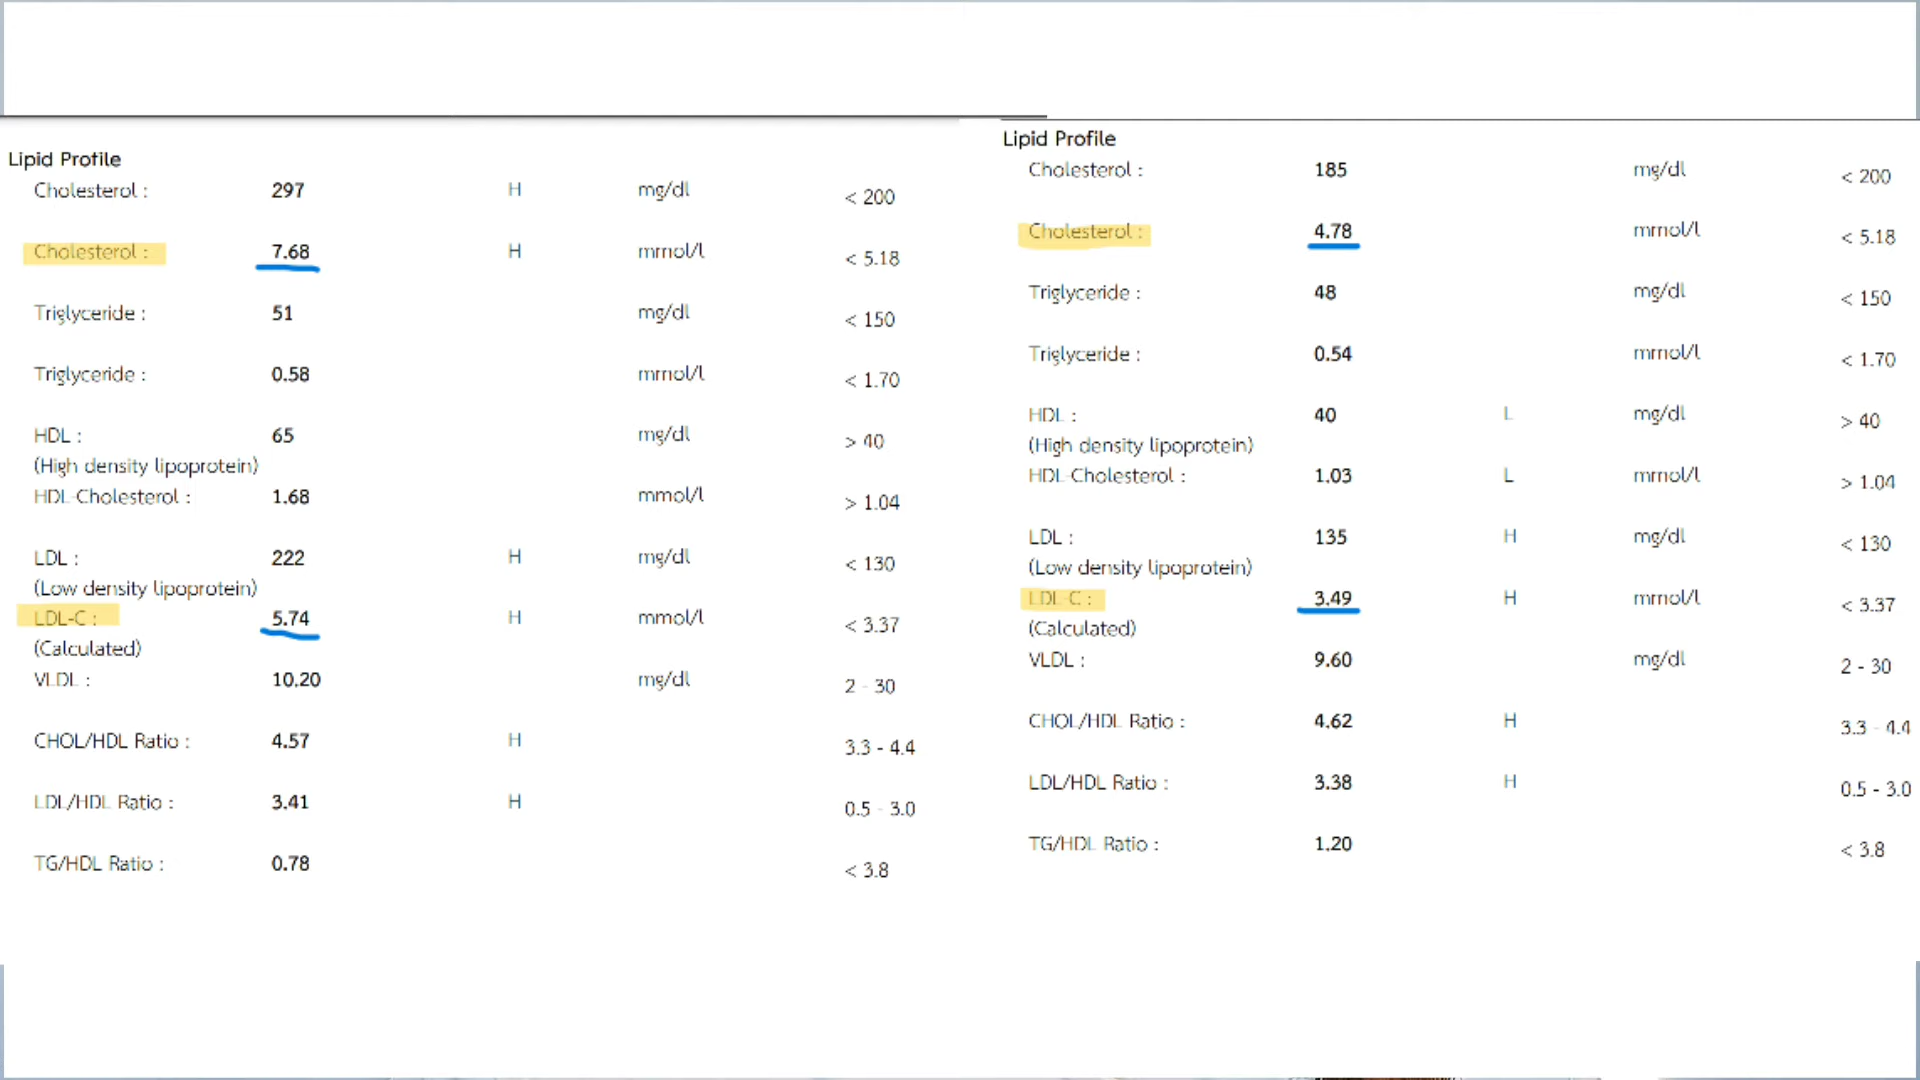 Lipid Profile
Cholesterol : 297 H mg/dl < 200
Cholesterol : 7.68 H mmol/l < 5.18
Triglyceride : 51 mg/dl < 150
Triglyceride : 0.58 mmol/l < 1.70
HDL : 65 mg/dl > 40
(High density lipoprotein)
HDL-Cholesterol : 1.68 mmol/l > 1.04
LDL : 222 H mg/dl < 130
(Low density lipoprotein)
LDL-C : 5.74 H mmol/l < 3.37
(Calculated)
VLDL : 10.20 mg/dl 2 - 30
CHOL/HDL Ratio : 4.57 H 3.3 - 4.4
LDL/HDL Ratio : 3.41 H 0.5 - 3.0
TG/HDL Ratio : 0.78 < 3.8
Lipid Profile
Cholesterol : 185 mg/dl < 200
Cholesterol : 4.78 mmol/l < 5.18
Triglyceride : 48 mg/dl < 150
Triglyceride : 0.54 mmol/l < 1.70
HDL : 40 L mg/dl > 40
(High density lipoprotein)
HDL-Cholesterol : 1.03 L mmol/l > 1.04
LDL : 135 H mg/dl < 130
(Low density lipoprotein)
LDL-C : 3.49 H mmol/l < 3.37
(Calculated)
VLDL : 9.60 mg/dl 2 - 30
CHOL/HDL Ratio : 4.62 H 3.3 - 4.4
LDL/HDL Ratio : 3.38 H 0.5 - 3.0
TG/HDL Ratio : 1.20 < 3.8